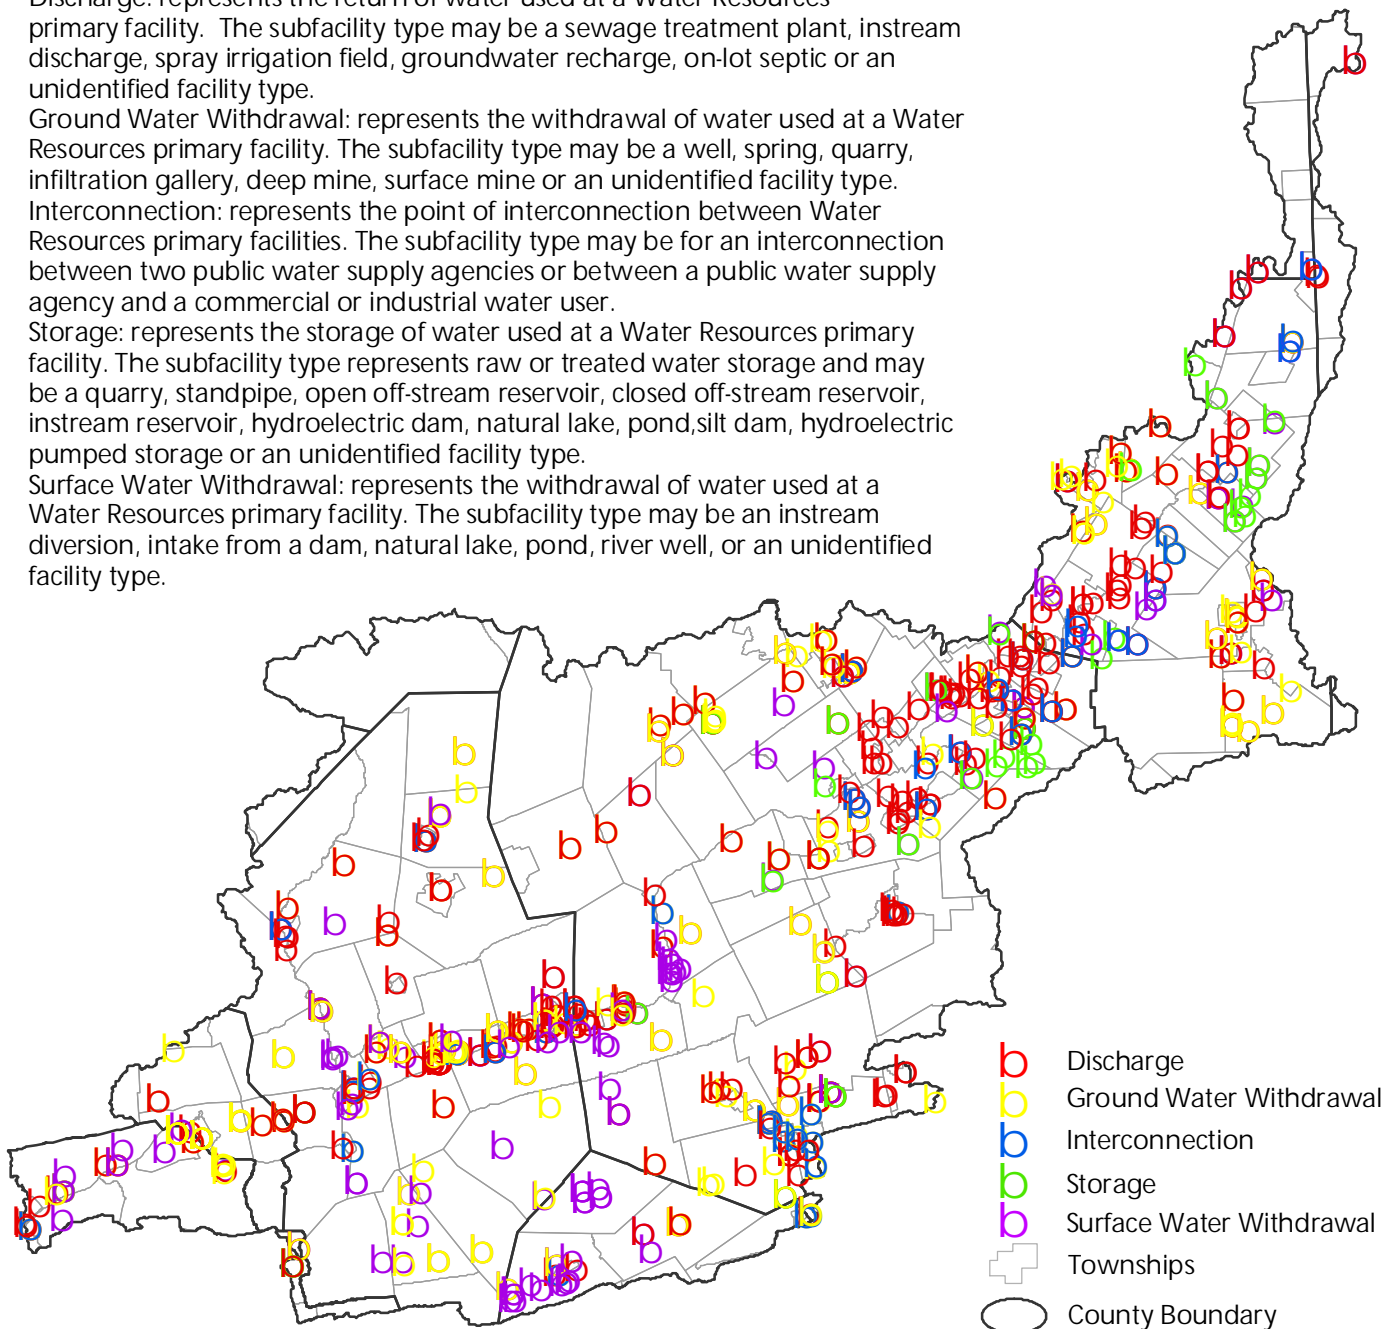 Discharge: represents the return of water used at a Water Resources
primary facility.  The subfacility type may be a sewage treatment plant, instream
discharge, spray irrigation field, groundwater recharge, on-lot septic or an
unidentified facility type.
Ground Water Withdrawal: represents the withdrawal of water used at a Water
Resources primary facility. The subfacility type may be a well, spring, quarry,
infiltration gallery, deep mine, surface mine or an unidentified facility type.
Interconnection: represents the point of interconnection between Water
Resources primary facilities. The subfacility type may be for an interconnection
between two public water supply agencies or between a public water supply
agency and a commercial or industrial water user.
Storage: represents the storage of water used at a Water Resources primary
facility. The subfacility type represents raw or treated water storage and may
be a quarry, standpipe, open off-stream reservoir, closed off-stream reservoir,
instream reservoir, hydroelectric dam, natural lake, pond,silt dam, hydroelectric
pumped storage or an unidentified facility type.
Surface Water Withdrawal: represents the withdrawal of water used at a
Water Resources primary facility. The subfacility type may be an instream
diversion, intake from a dam, natural lake, pond, river well, or an unidentified
facility type.
b Discharge
b Ground Water Withdrawal
b Interconnection
b Storage
b Surface Water Withdrawal
Townships
County Boundary